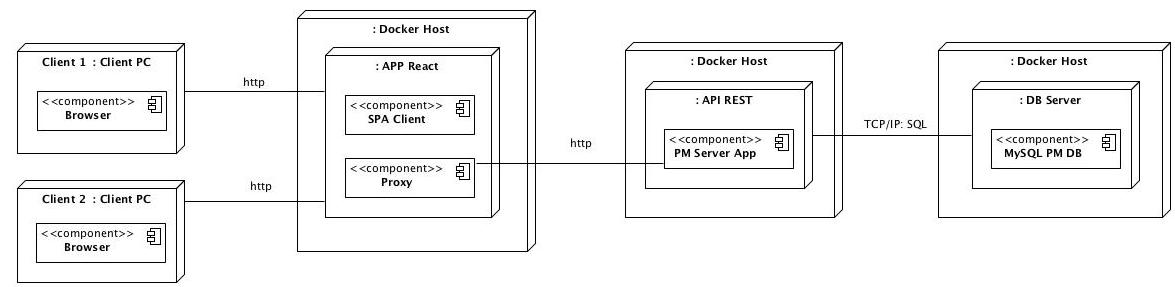 Client 1  : Client PC
<<component>>
Browser
http
Client 2  : Client PC
<<component>>
Browser
http
: Docker Host
: APP React
<<component>>
SPA Client
<<component>>
Proxy
http
: Docker Host
: API REST
<<component>>
PM Server App
TCP/IP: SQL
: Docker Host
: DB Server
<<component>>
MySQL PM DB